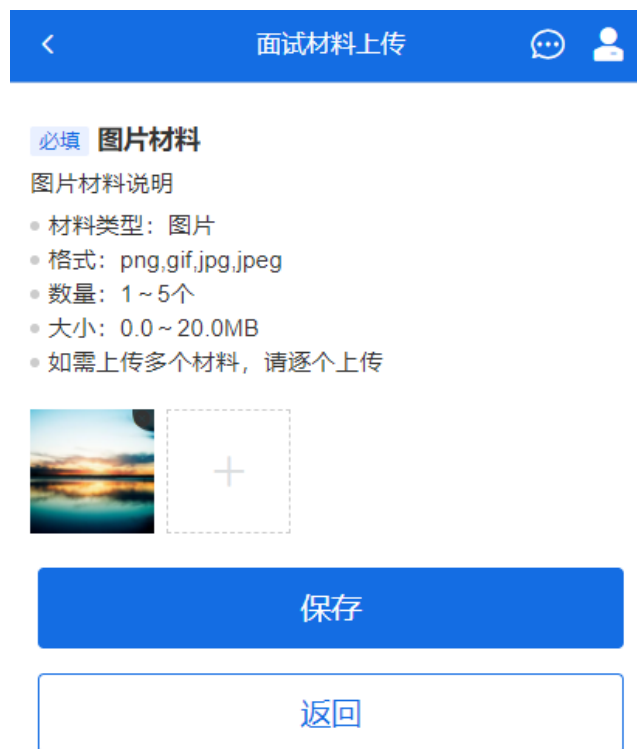 面试材料上传
必填 图片材料
图片材料说明
材料类型：图片
格式：png,gif,jpg,jpeg
数量：1~5个
大小：0.0~20.0MB
如需上传多个材料，请逐个上传
保存
返回